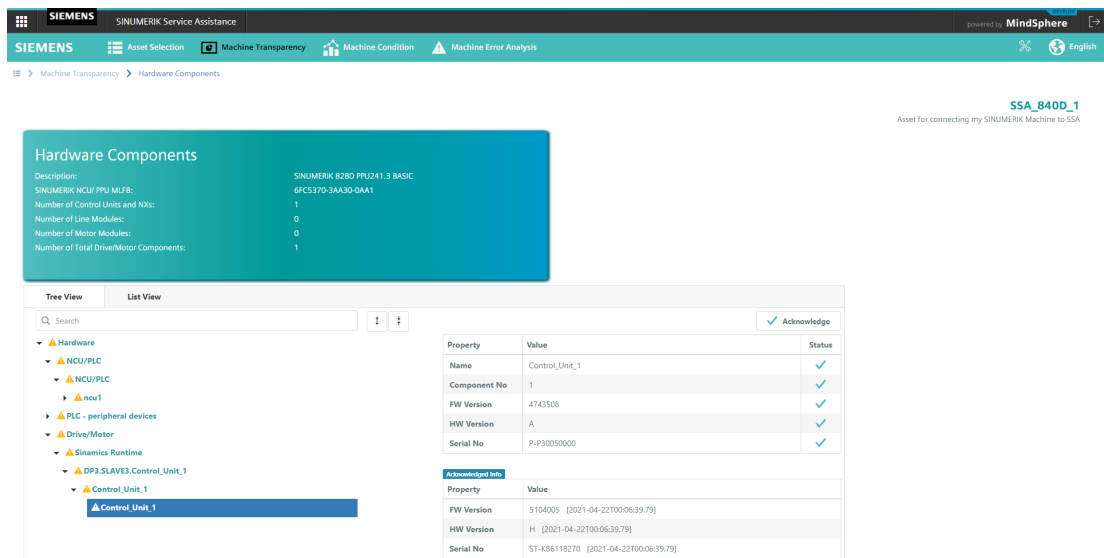 SIEMENS
SINUMERIK Service Assistance
DEVELOP
powered by MindSphere
SIEMENS
Asset Selection
Machine Transparency
Machine Condition
Machine Error Analysis
English
Machine Transparency
Hardware Components
SSA_840D_1
Asset for connecting my SINUMERIK Machine to SSA
Hardware Components
Description: SINUMERIK 828D PPU241.3 BASIC
SINUMERIK NCU/ PPU MLFB: 6FC5370-3AA30-0AA1
Number of Control Units and NXs: 1
Number of Line Modules: 0
Number of Motor Modules: 0
Number of Total Drive/Motor Components: 1
Tree View List View
Search
Hardware
NCU/PLC
NCU/PLC
ncu1
PLC - peripheral devices
Drive/Motor
Sinamics Runtime
DP3.SLAVE3.Control_Unit_1
Control_Unit_1
Control_Unit_1
Acknowledge
Property Value Status
Name Control_Unit_1
Component No 1
FW Version 4743508
HW Version A
Serial No P-P30050000
Acknowledged Info
Property Value
FW Version 5104005 [2021-04-22T00:06:39.79]
HW Version H [2021-04-22T00:06:39.79]
Serial No ST-K86118270 [2021-04-22T00:06:39.79]